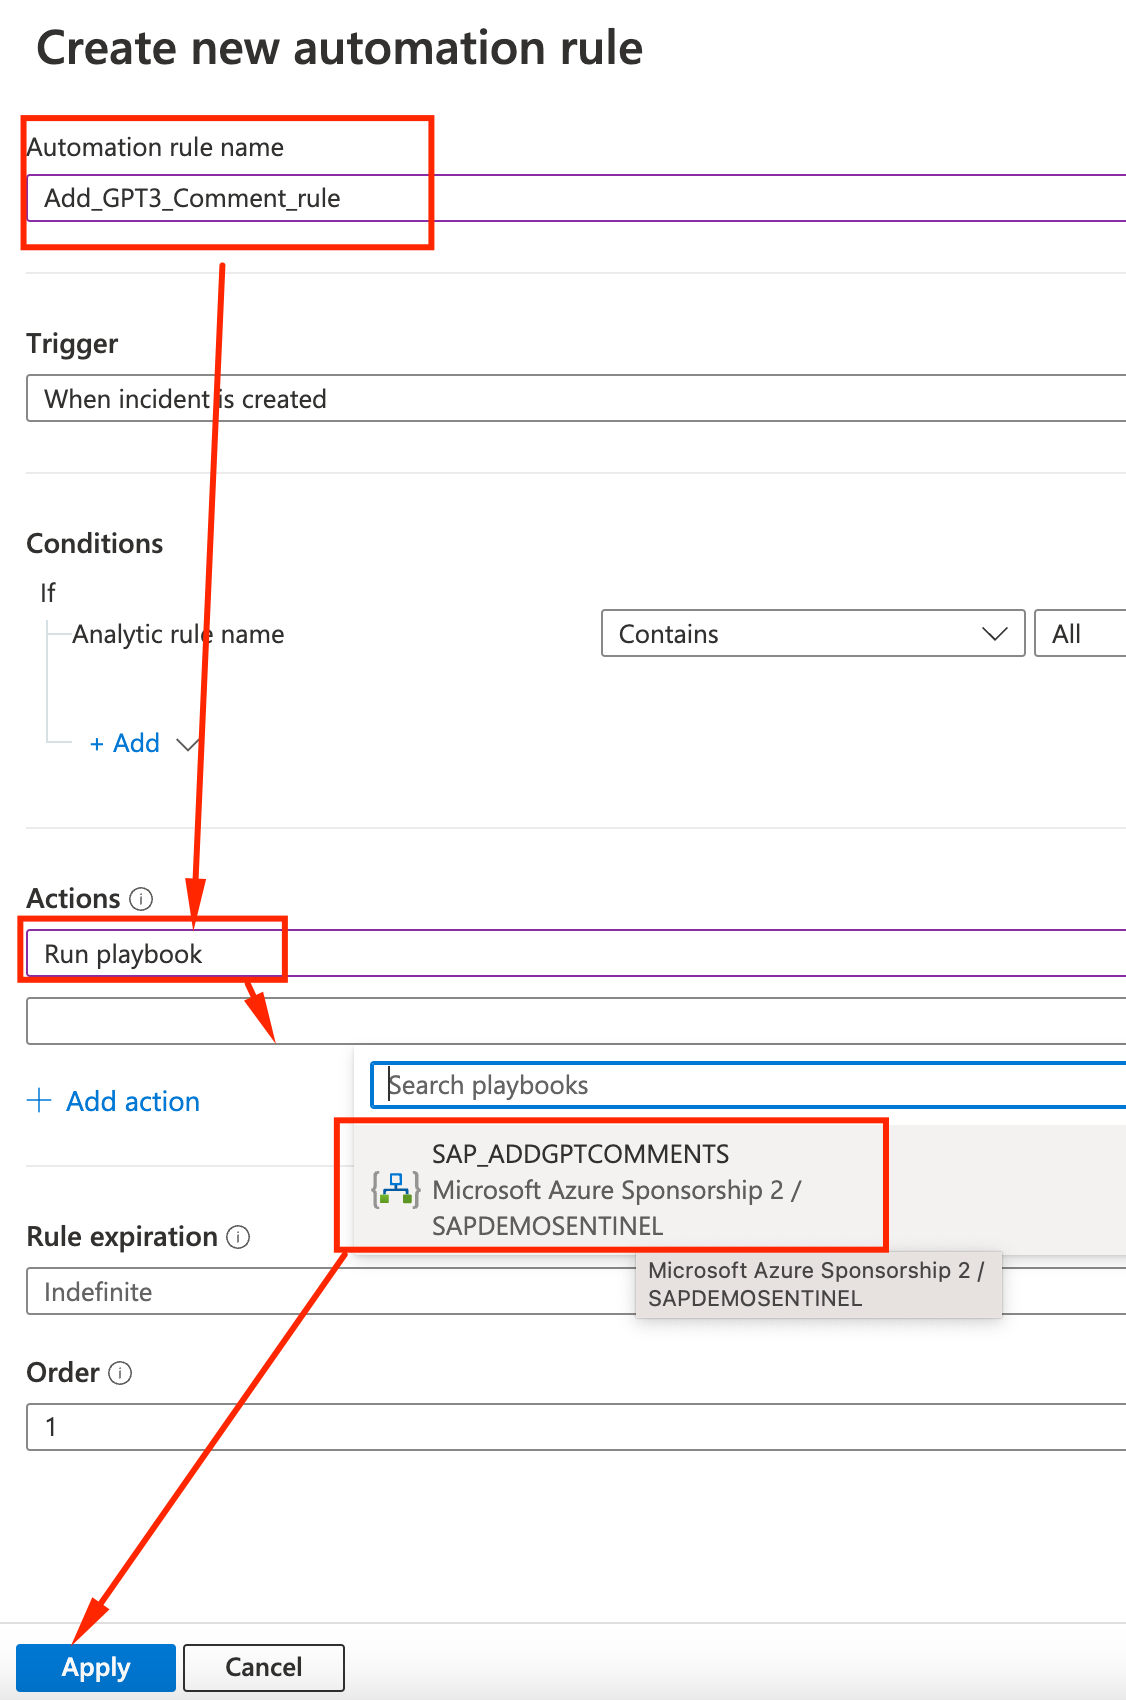 Create new automation rule
Automation rule name
Add_GPT3_Comment_rule
Trigger
When incident is created
Conditions
If
Analytic rule name
Contains
All
+ Add
Actions
Run playbook
Search playbooks
Add action
SAP_ADDGPTCOMMENTS
Microsoft Azure Sponsorship 2 /
SAPDEMOSENTINEL
Rule expiration
Microsoft Azure Sponsorship 2 /
SAPDEMOSENTINEL
Indefinite
Order
1
Apply
Cancel